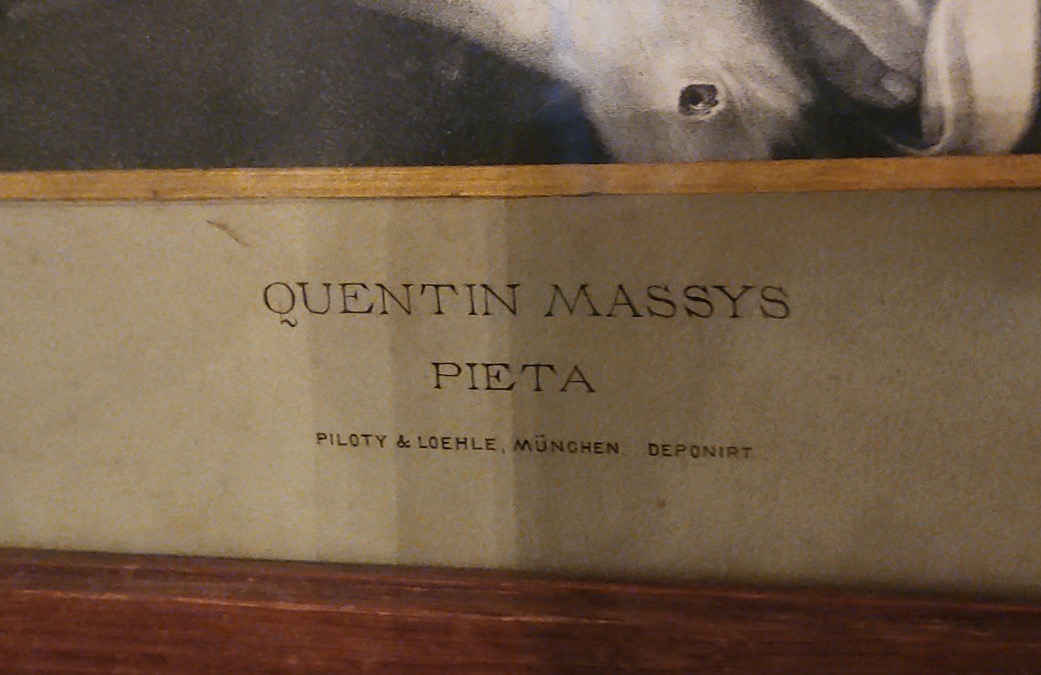 QUENTIN MASSYS
PIETA
PILOTY & LOEHLE, MÜNCHEN DEPONIRT.